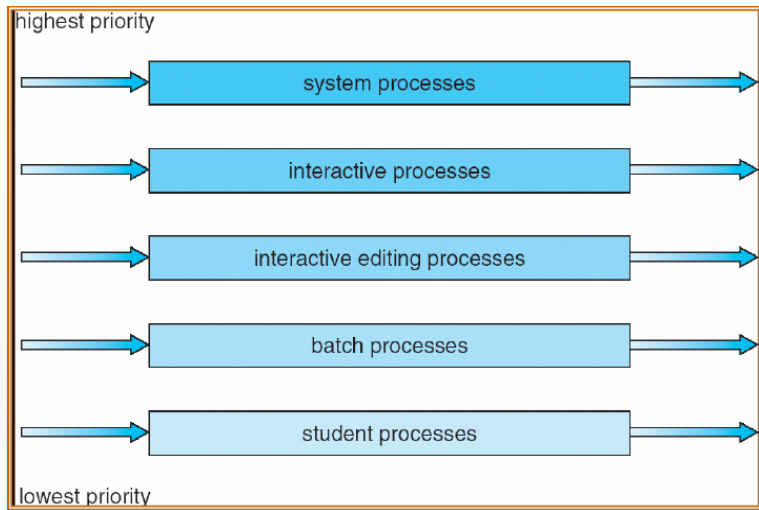 highest priority
system processes
interactive processes
interactive editing processes
batch processes
student processes
lowest priority